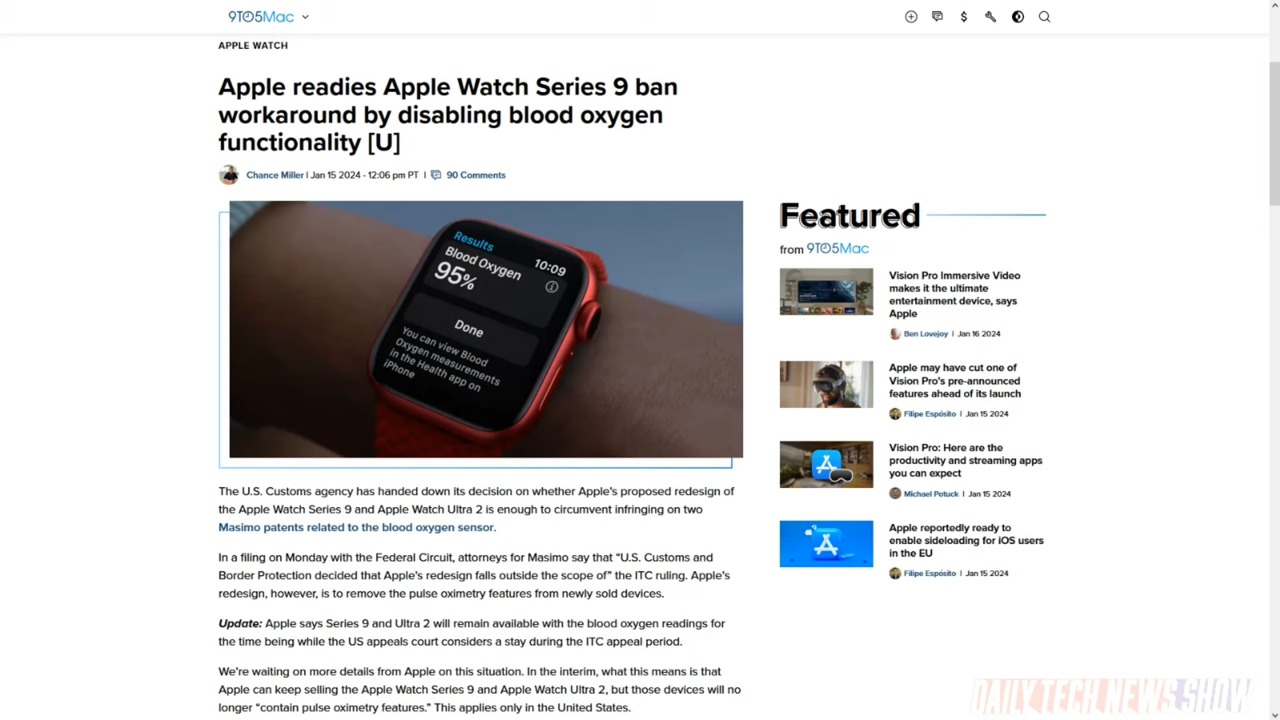 9TO5Mac
APPLE WATCH
Apple readies Apple Watch Series 9 ban
workaround by disabling blood oxygen
functionality [U]
Chance Miller | Jan 15 2024 - 12:06 pm PT | 90 Comments
Results
Blood Oxygen 10:09
95%
Done
You can view Blood
Oxygen measurements
in the Health app on
iPhone
The U.S. Customs agency has handed down its decision on whether Apple's proposed redesign of
the Apple Watch Series 9 and Apple Watch Ultra 2 is enough to circumvent infringing on two
Masimo patents related to the blood oxygen sensor.
In a filing on Monday with the Federal Circuit, attorneys for Masimo say that “U.S. Customs and
Border Protection decided that Apple's redesign falls outside the scope of” the ITC ruling. Apple's
redesign, however, is to remove the pulse oximetry features from newly sold devices.
Update: Apple says Series 9 and Ultra 2 will remain available with the blood oxygen readings for
the time being while the US appeals court considers a stay during the ITC appeal period.
We're waiting on more details from Apple on this situation. In the interim, what this means is that
Apple can keep selling the Apple Watch Series 9 and Apple Watch Ultra 2, but those devices will no
longer “contain pulse oximetry features.” This applies only in the United States.
Featured
from 9TO5Mac
Vision Pro Immersive Video
makes it the ultimate
entertainment device, says
Apple
Ben Lovejoy | Jan 16 2024
Apple may have cut one of
Vision Pro's pre-announced
features ahead of its launch
Filipe Espósito | Jan 15 2024
Vision Pro: Here are the
productivity and streaming apps
you can expect
Michael Potuck | Jan 15 2024
Apple reportedly ready to
enable sideloading for iOS users
in the EU
Filipe Espósito | Jan 15 2024
DAILY TECH NEWS SHOW